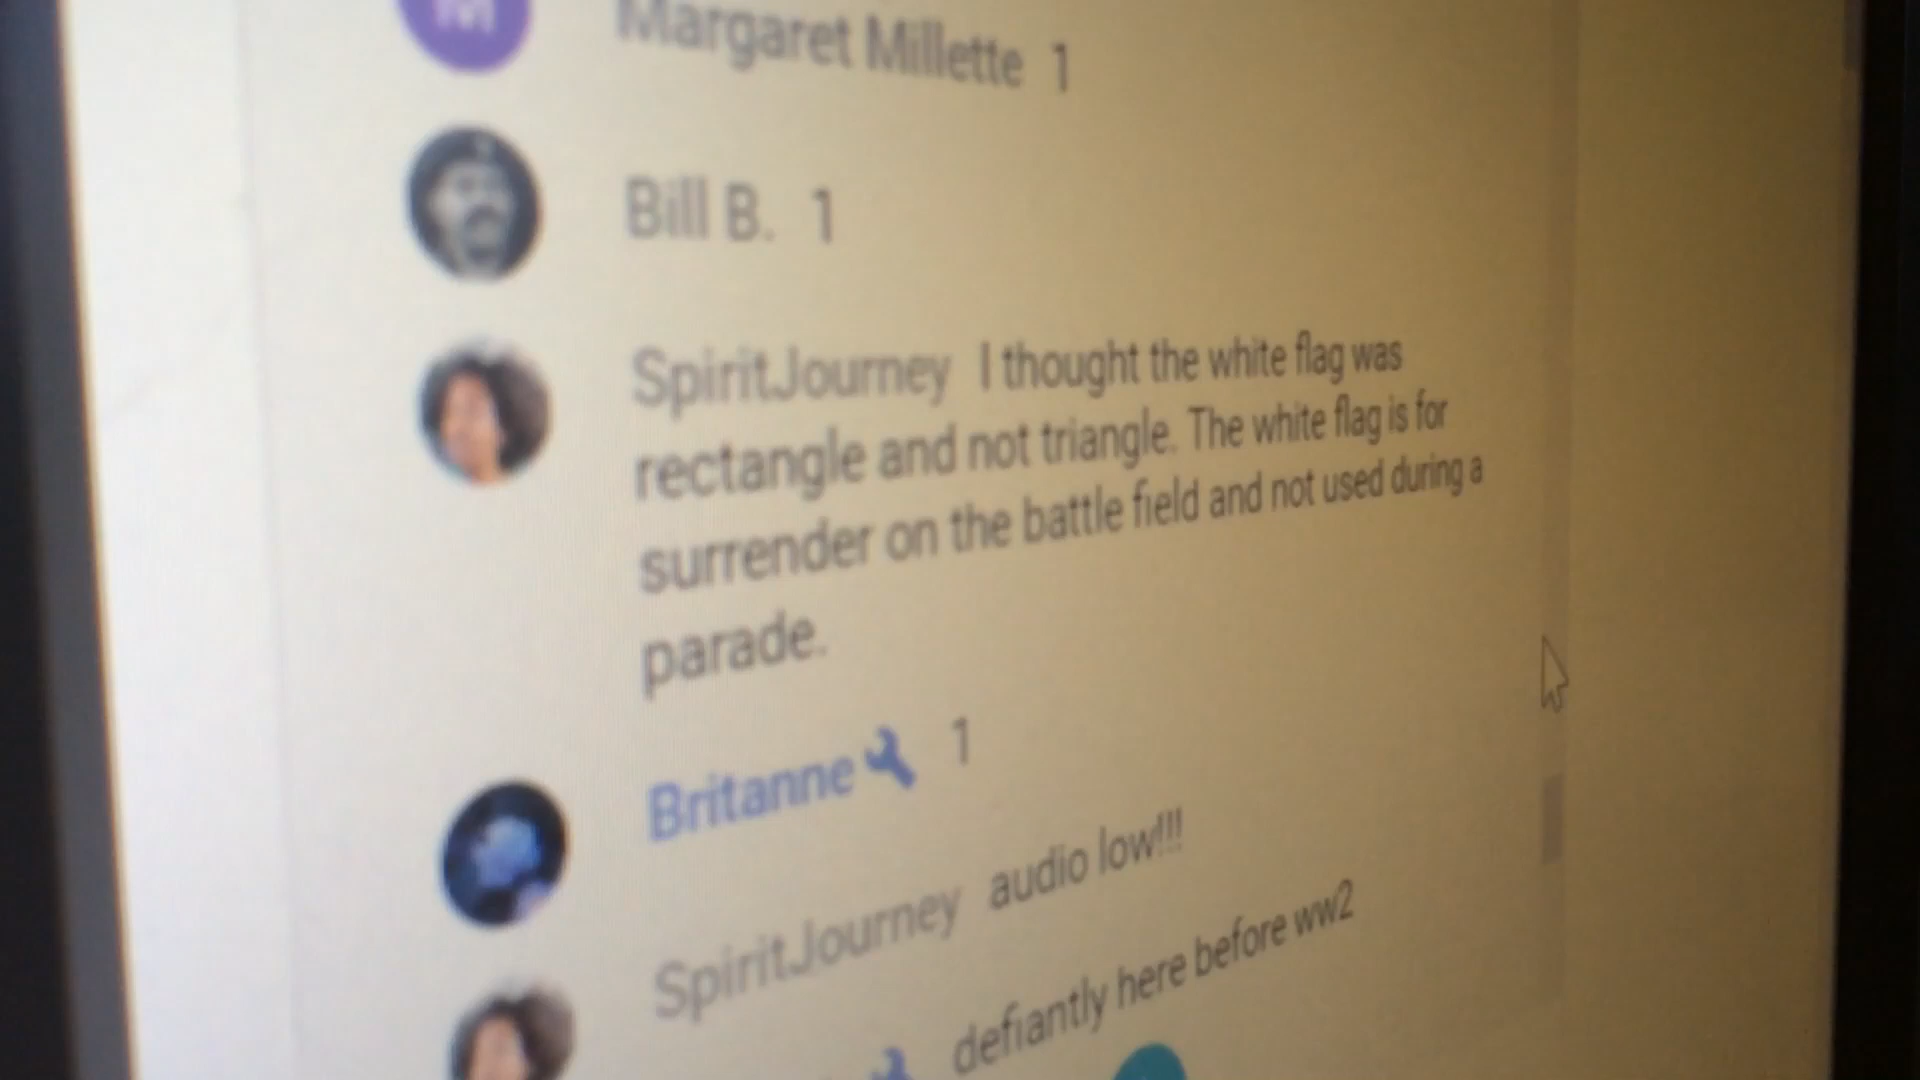 M
Margaret Millette 1
Bill B. 1
SpiritJourney I thought the white flag was
rectangle and not triangle. The white flag is for
surrender on the battle field and not used during a
parade.
Britanne 1
SpiritJourney audio low!!!
defiantly here before ww2